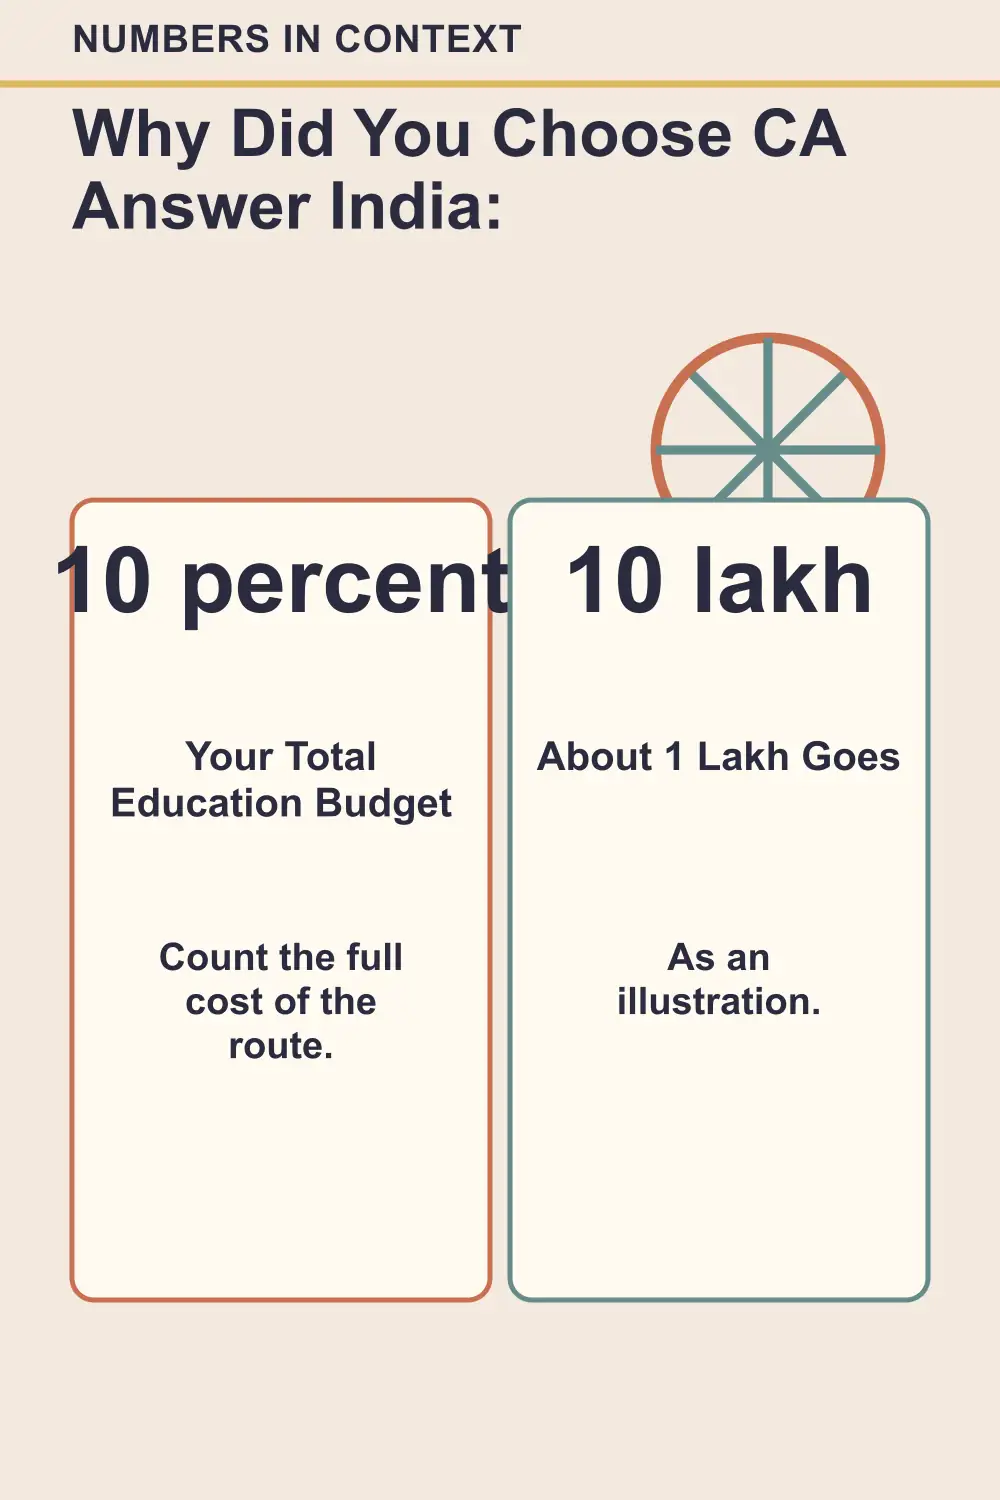 NUMBERS IN CONTEXT
Why Did You Choose CA
Answer India:
10 percent
Your Total
Education Budget
Count the full
cost of the
route.
10 lakh
About 1 Lakh Goes
As an
illustration.